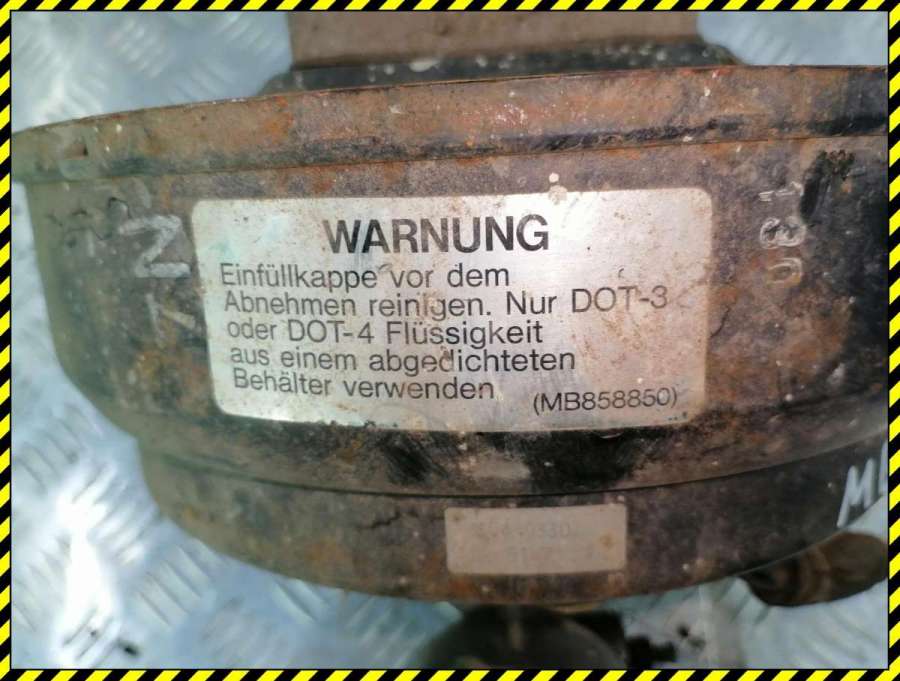 WARNUNG
Einfüllkappe vor dem
Abnehmen reinigen. Nur DOT-3
oder DOT-4 Flüssigkeit
aus einem abgedichteten
Behälter verwenden
(MB858850)